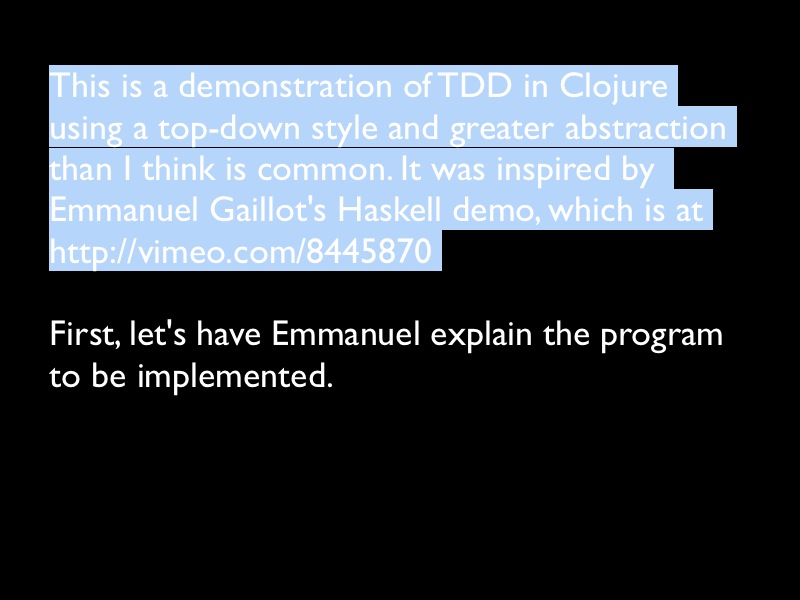 This is a demonstration of TDD in Clojure
using a top-down style and greater abstraction
than I think is common. It was inspired by
Emmanuel Gaillot's Haskell demo, which is at
http://vimeo.com/8445870
First, let's have Emmanuel explain the program
to be implemented.